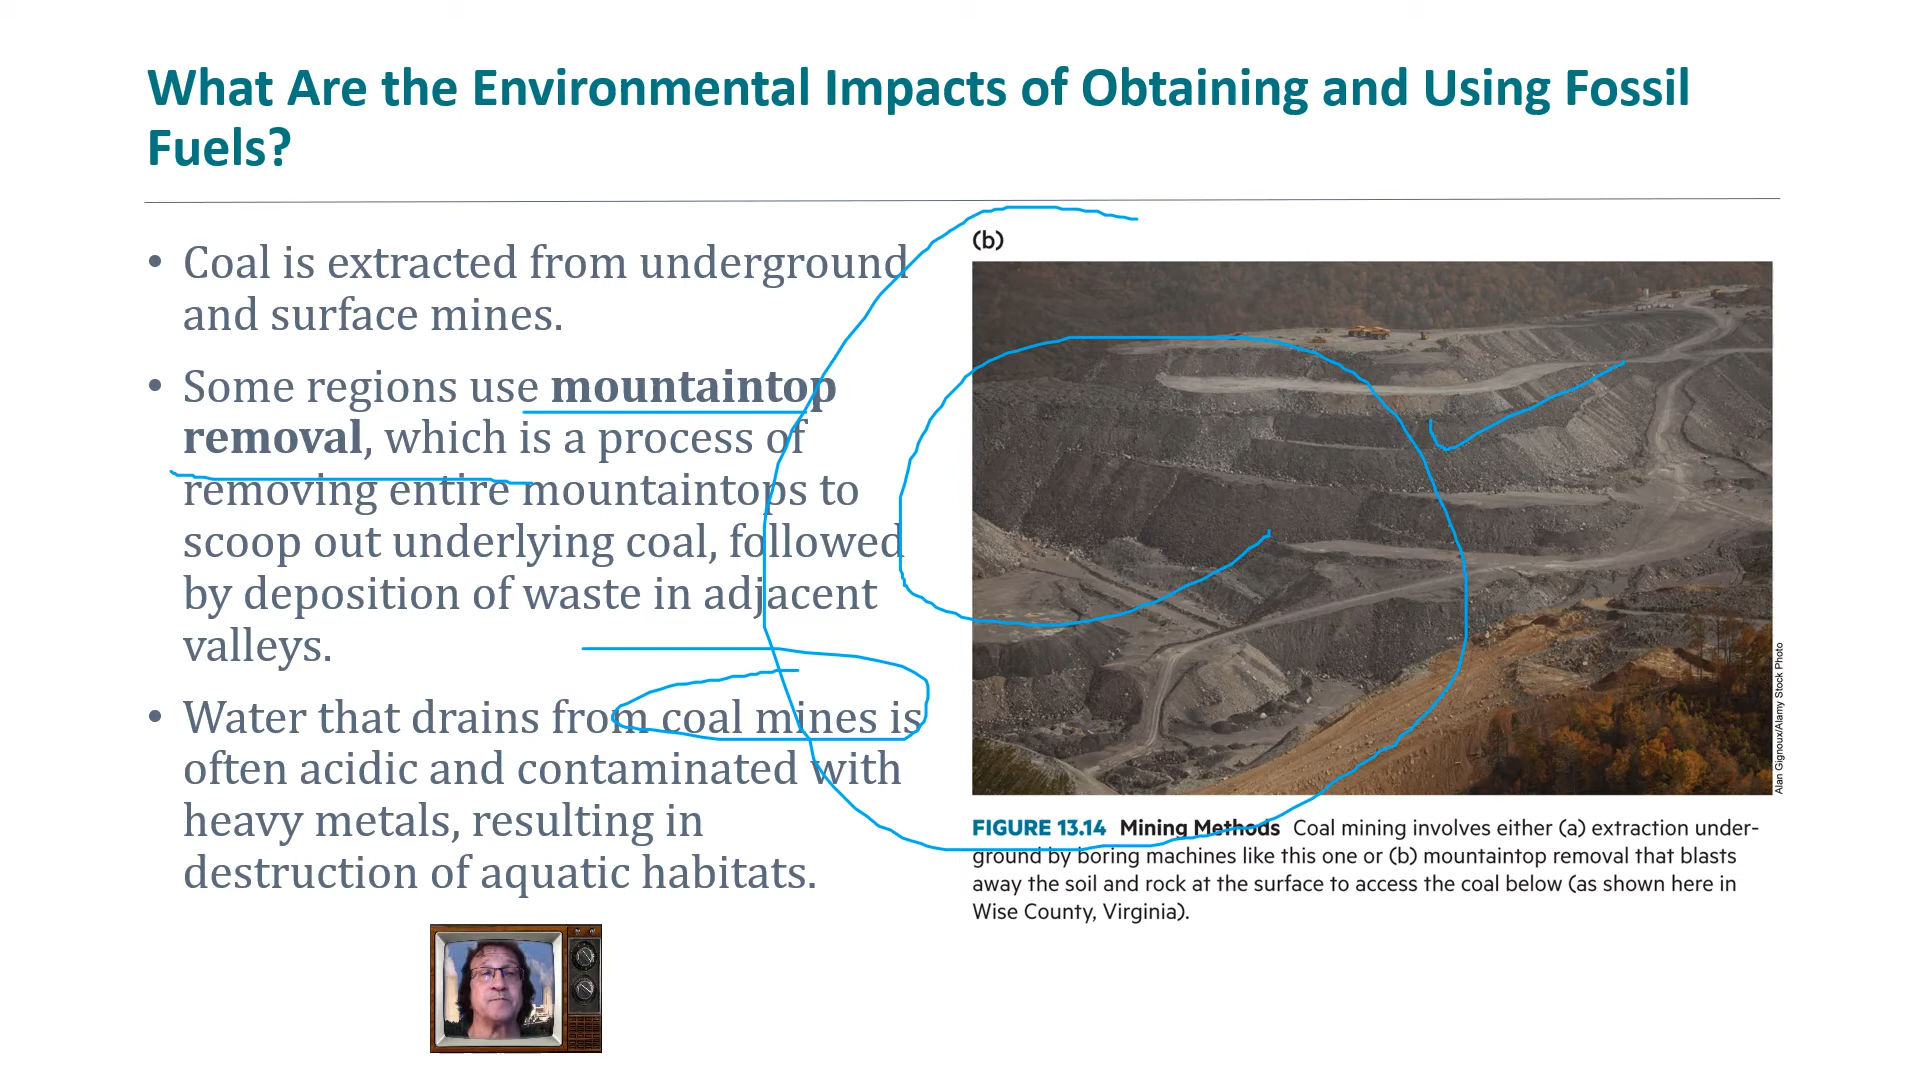 What Are the Environmental Impacts of Obtaining and Using Fossil
Fuels?
• Coal is extracted from underground
and surface mines.
• Some regions use mountaintop
removal, which is a process of
removing entire mountaintops to
scoop out underlying coal, followed
by deposition of waste in adjacent
valleys.
• Water that drains from coal mines is
often acidic and contaminated with
heavy metals, resulting in
destruction of aquatic habitats.
(b)
Alan Gignoux/Alamy Stock Photo
FIGURE 13.14 Mining Methods Coal mining involves either (a) extraction under-
ground by boring machines like this one or (b) mountaintop removal that blasts
away the soil and rock at the surface to access the coal below (as shown here in
Wise County, Virginia).